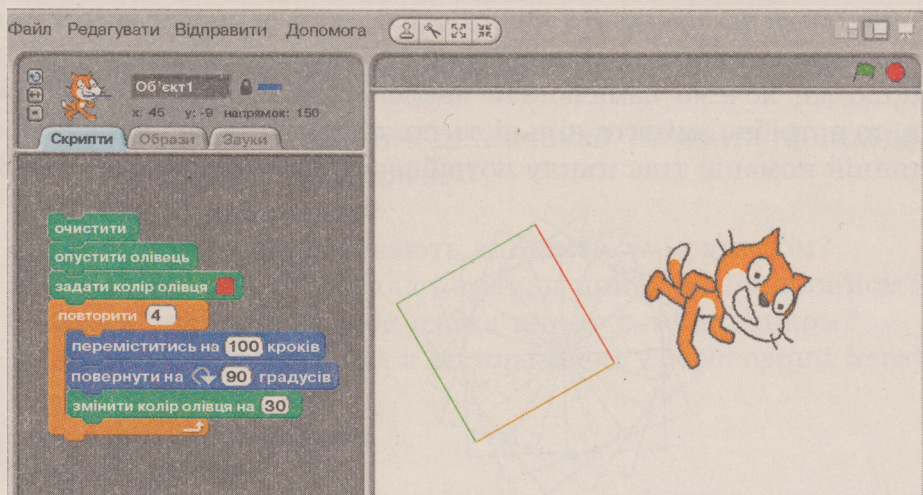 Файл Редагувати Відправити Допомога
Об'єкт1
x: 45 y: -9 напрямок: 150
Скрипти Образи Звуки
очистити
опустити олівець
задати колір олівця
повторити 4
переміститись на 100 кроків
повернути на 90 градусів
змінити колір олівця на 30